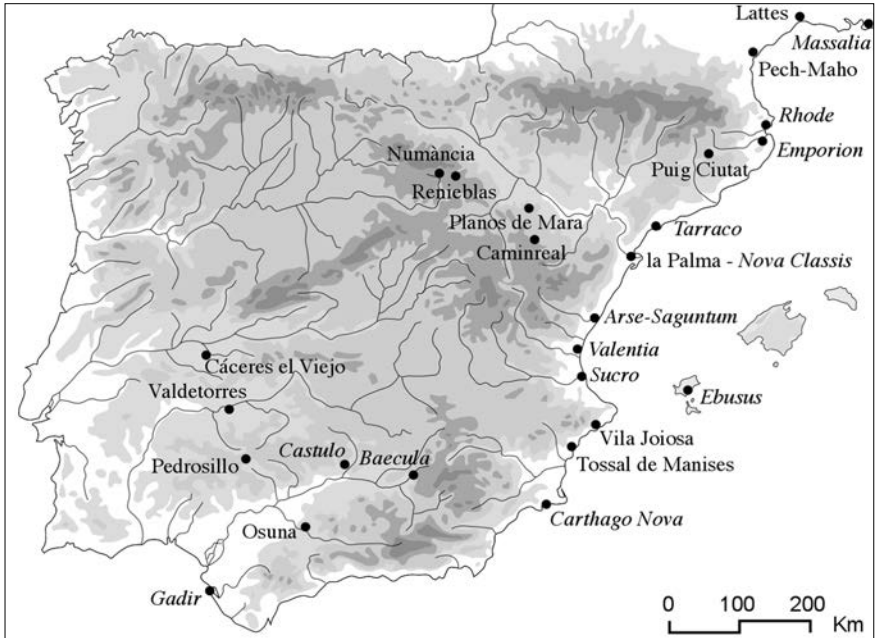 Lattes
Massalia
Pech-Maho
Rhode
Emporion
Numància
Renieblas
Puig Ciutat
Planos de Mara
Caminreal
Tarraco
la Palma - Nova Classis
Arse-Saguntum
Valentia
Cáceres el Viejo
Sucro
Valdetorres
Ebusus
Vila Joiosa
Castulo
Baecula
Pedrosillo
Tossal de Manises
Carthago Nova
Osuna
Gadir
0 100 200
Km